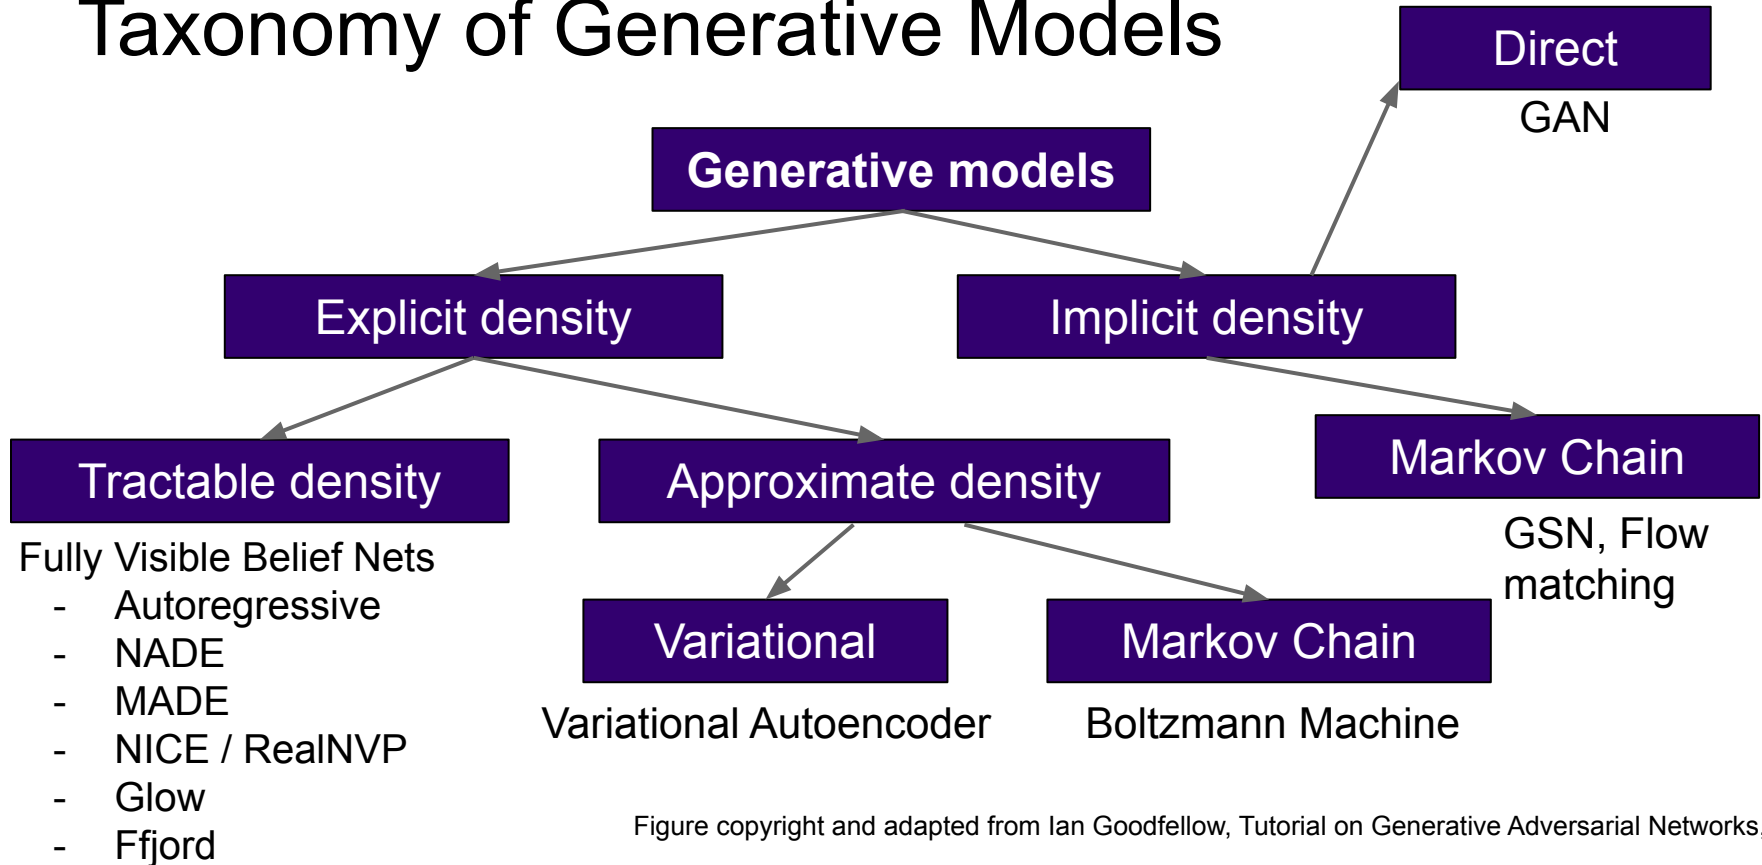 Taxonomy of Generative Models
Direct
GAN
Generative models
Explicit density
Implicit density
Tractable density
Approximate density
Markov Chain
GSN, Flow
matching
Fully Visible Belief Nets
- Autoregressive
- NADE
- MADE
- NICE / RealNVP
- Glow
- Ffjord
Variational
Markov Chain
Variational Autoencoder
Boltzmann Machine
Figure copyright and adapted from Ian Goodfellow, Tutorial on Generative Adversarial Networks,